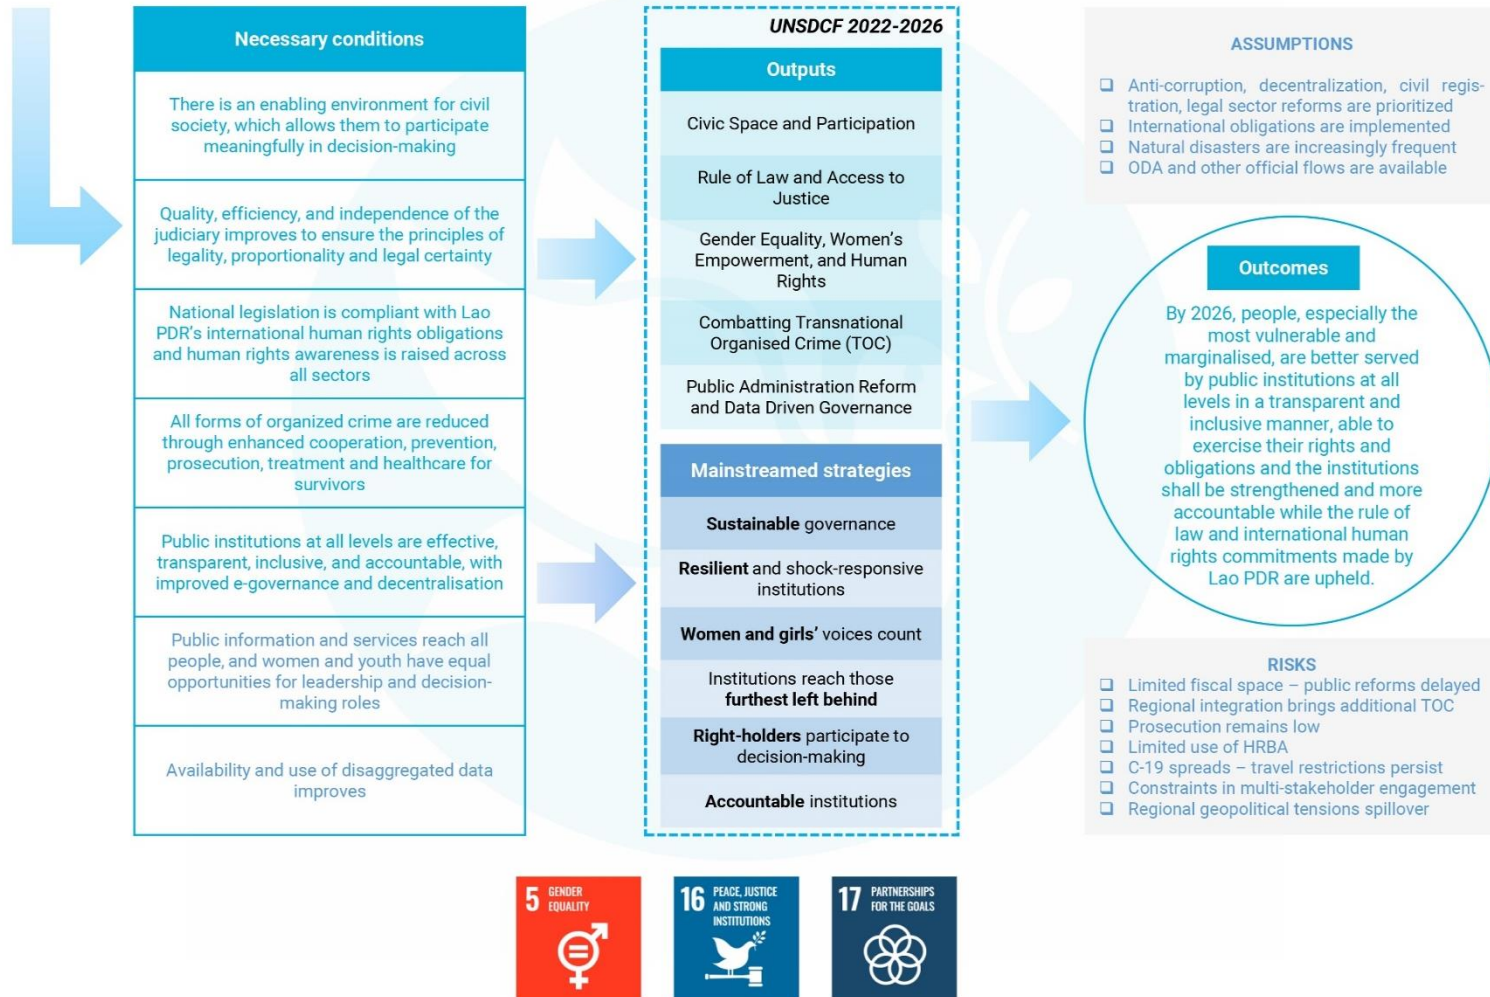 Necessary conditions
There is an enabling environment for civil
society, which allows them to participate
meaningfully in decision-making
Quality, efficiency, and independence of the
judiciary improves to ensure the principles of
legality, proportionality and legal certainty
National legislation is compliant with Lao
PDR’s international human rights obligations
and human rights awareness is raised across
all sectors
All forms of organized crime are reduced
through enhanced cooperation, prevention,
prosecution, treatment and healthcare for
survivors
Public institutions at all levels are effective,
transparent, inclusive, and accountable, with
improved e-governance and decentralisation
Public information and services reach all
people, and women and youth have equal
opportunities for leadership and decision-
making roles
Availability and use of disaggregated data
improves
UNSDCF 2022-2026
Outputs
Civic Space and Participation
Rule of Law and Access to
Justice
Gender Equality, Women’s
Empowerment, and Human
Rights
Combatting Transnational
Organised Crime (TOC)
Public Administration Reform
and Data Driven Governance
Mainstreamed strategies
Sustainable governance
Resilient and shock-responsive
institutions
Women and girls’ voices count
Institutions reach those
furthest left behind
Right-holders participate to
decision-making
Accountable institutions
ASSUMPTIONS
❑ Anti-corruption, decentralization, civil regis-
tration, legal sector reforms are prioritized
❑ International obligations are implemented
❑ Natural disasters are increasingly frequent
❑ ODA and other official flows are available
Outcomes
By 2026, people, especially the
most vulnerable and
marginalised, are better served
by public institutions at all
levels in a transparent and
inclusive manner, able to
exercise their rights and
obligations and the institutions
shall be strengthened and more
accountable while the rule of
law and international human
rights commitments made by
Lao PDR are upheld.
RISKS
❑ Limited fiscal space – public reforms delayed
❑ Regional integration brings additional TOC
❑ Prosecution remains low
❑ Limited use of HRBA
❑ C-19 spreads – travel restrictions persist
❑ Constraints in multi-stakeholder engagement
❑ Regional geopolitical tensions spillover
5 GENDER
EQUALITY
16 PEACE, JUSTICE
AND STRONG
INSTITUTIONS
17 PARTNERSHIPS
FOR THE GOALS